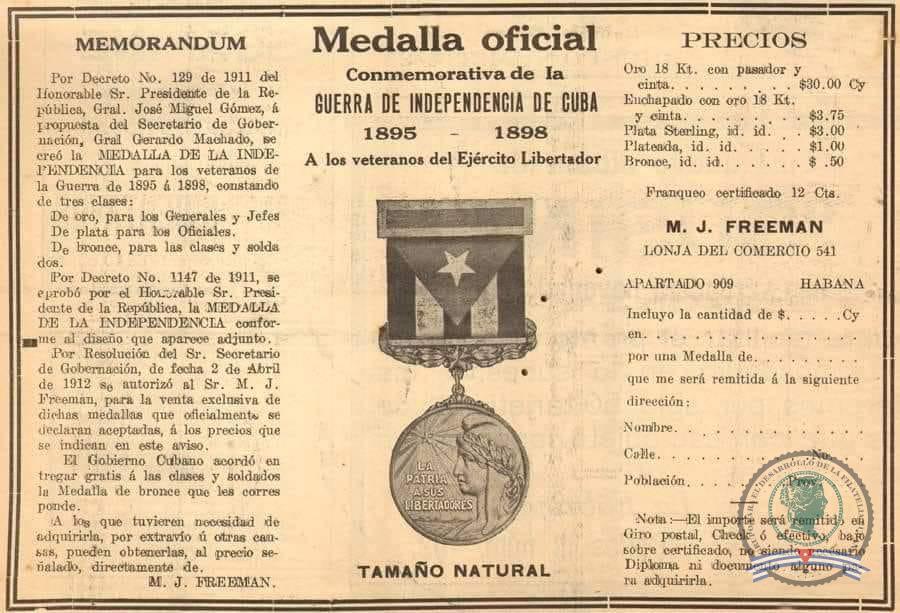 MEMORANDUM
Por Decreto No. 129 de 1911 del
Honorable Sr. Presidente de la Re-
pública, Gral. José Miguel Gómez, á
propuesta del Secretario de Gober-
nación, Gral Gerardo Machado, se
creó la MEDALLA DE LA INDE-
PENDENCIA para los veteranos de
la Guerra de 1895 á 1898, constando
de tres clases:
De oro, para los Generales y Jefes
De plata para los Oficiales.
De bronce, para las clases y solda
dos.
Por Decreto No. 1147 de 1911, se
aprobó por el Honorable Sr. Presi-
dente de la República, la MEDALLA
DE LA INDEPENDENCIA confor-
me al diseño que aparece adjunto.
Por Resolución del Sr. Secretario
de Gobernación, de fecha 2 de Abril
de 1912 se autorizó al Sr. M. J.
Freeman, para la venta exclusiva de
dichas medallas que oficialmente se
declaran aceptadas, á los precios que
se indican en este aviso.
El Gobierno Cubano acordó en
tregar gratis á las clases y soldados
la Medalla de bronce que les corres
ponde.
A los que tuvieren necesidad de
adquirirla, por extravío ú otras cau-
sas, pueden obtenerlas, al precio se-
ñalado, directamente de.
M. J. FREEMAN.
Medalla oficial
Conmemorativa de la
GUERRA DE INDEPENDENCIA DE CUBA
1895 - 1898
A los veteranos del Ejército Libertador
LA
PATRIA
A SUS
LIBERTADORES
TAMAÑO NATURAL
PRECIOS
Oro 18 Kt. con pasador y
cinta. . . . . . . . . . $30.00 Cy
Enchapado con oro 18 Kt.
y cinta. . . . . . . . . $3.75
Plata Sterling, id. id. . . . $3.00
Plateada, id. id. . . . . . $1.00
Bronce, id. id. . . . . . $ .50
Franqueo certificado 12 Cts.
M. J. FREEMAN
LONJA DEL COMERCIO 541
APARTADO 909 HABANA
Incluyo la cantidad de $. . . . . .Cy
en. . . . . . . . . . . . . . . . .
por una Medalla de. . . . . . . . .
que me será remitida á la siguiente
dirección:
Nombre. . . . . . . . . . . . . .
Calle. . . . . . . . . . No. . . .
Población. . . . . . . Prov. . . .
Nota:—El importe será remitido en
Giro postal, Check ó efectivo, bajo
sobre certificado, no siendo necesario
Diploma ni documento alguno pa-
ra adquirirla.